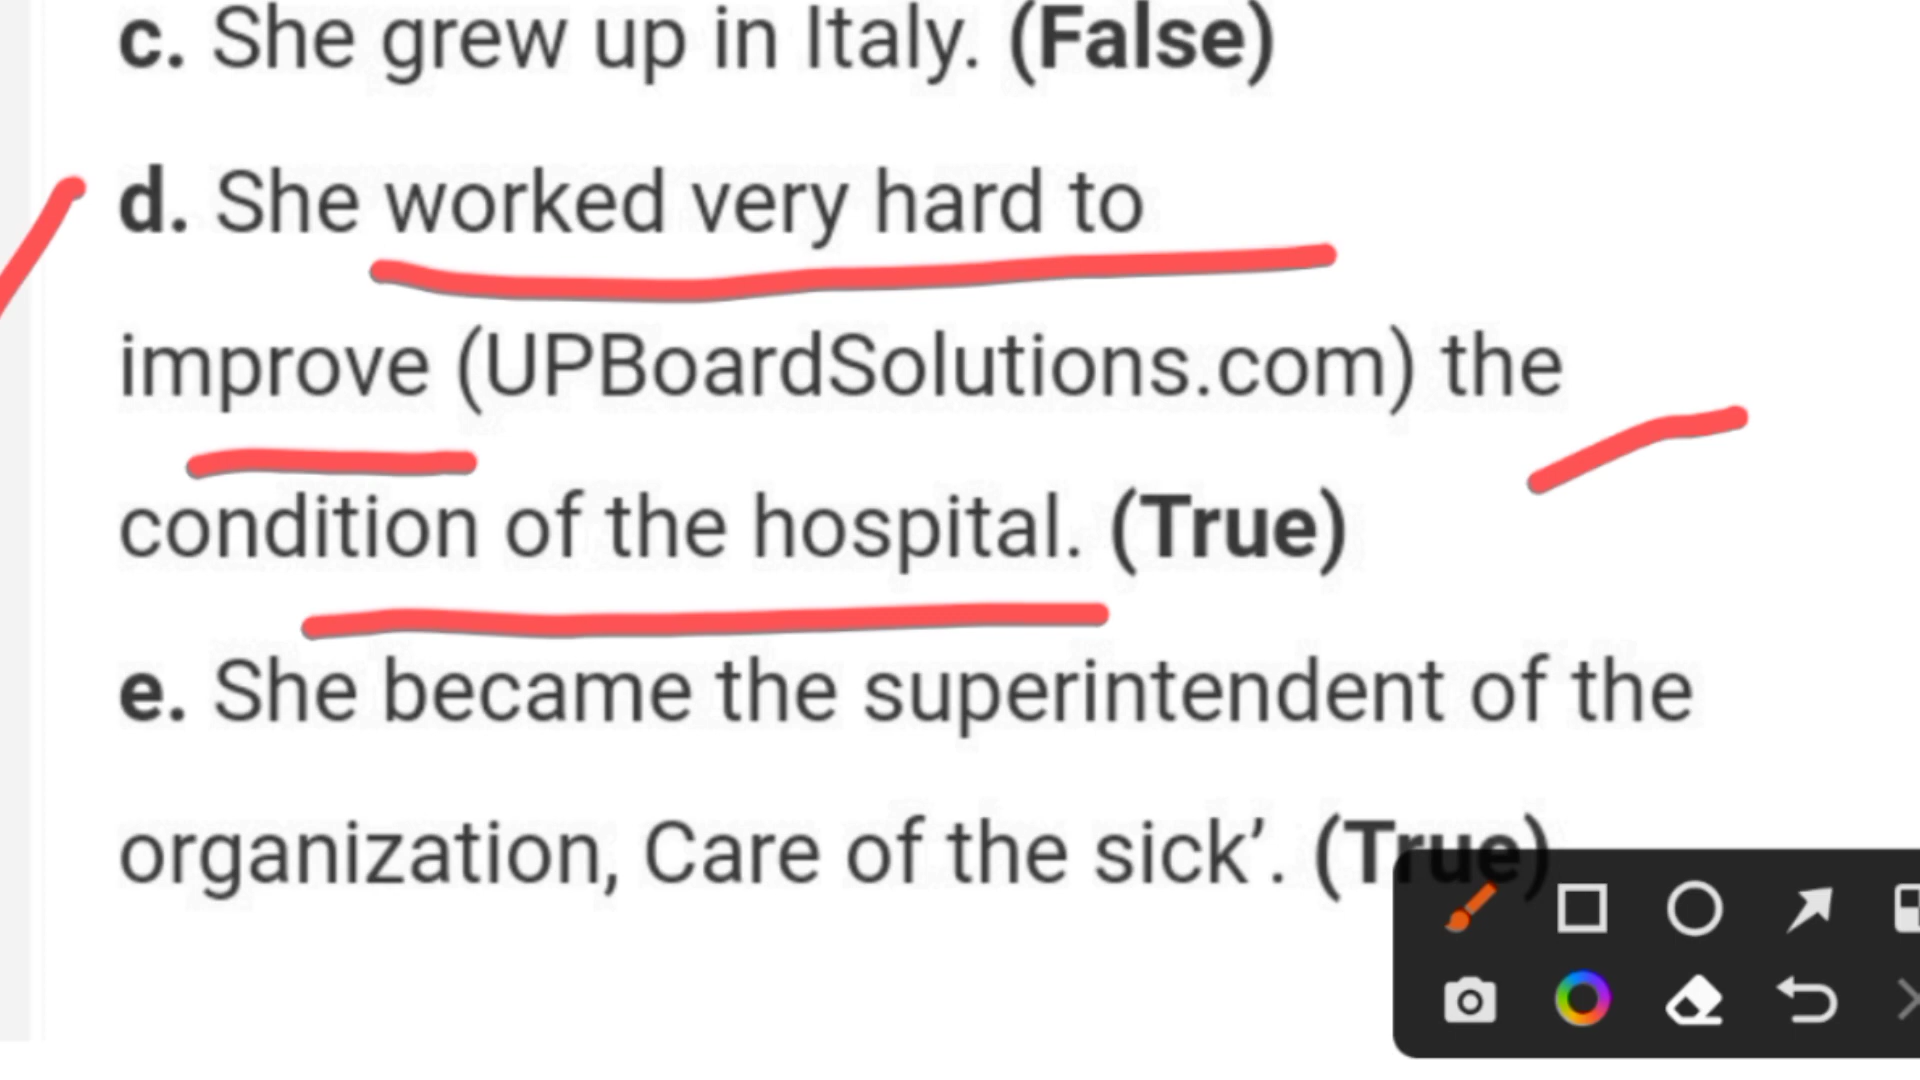 c. She grew up in Italy. (False)
d. She worked very hard to
improve (UPBoardSolutions.com) the
condition of the hospital. (True)
e. She became the superintendent of the
organization, Care of the sick’. (True)